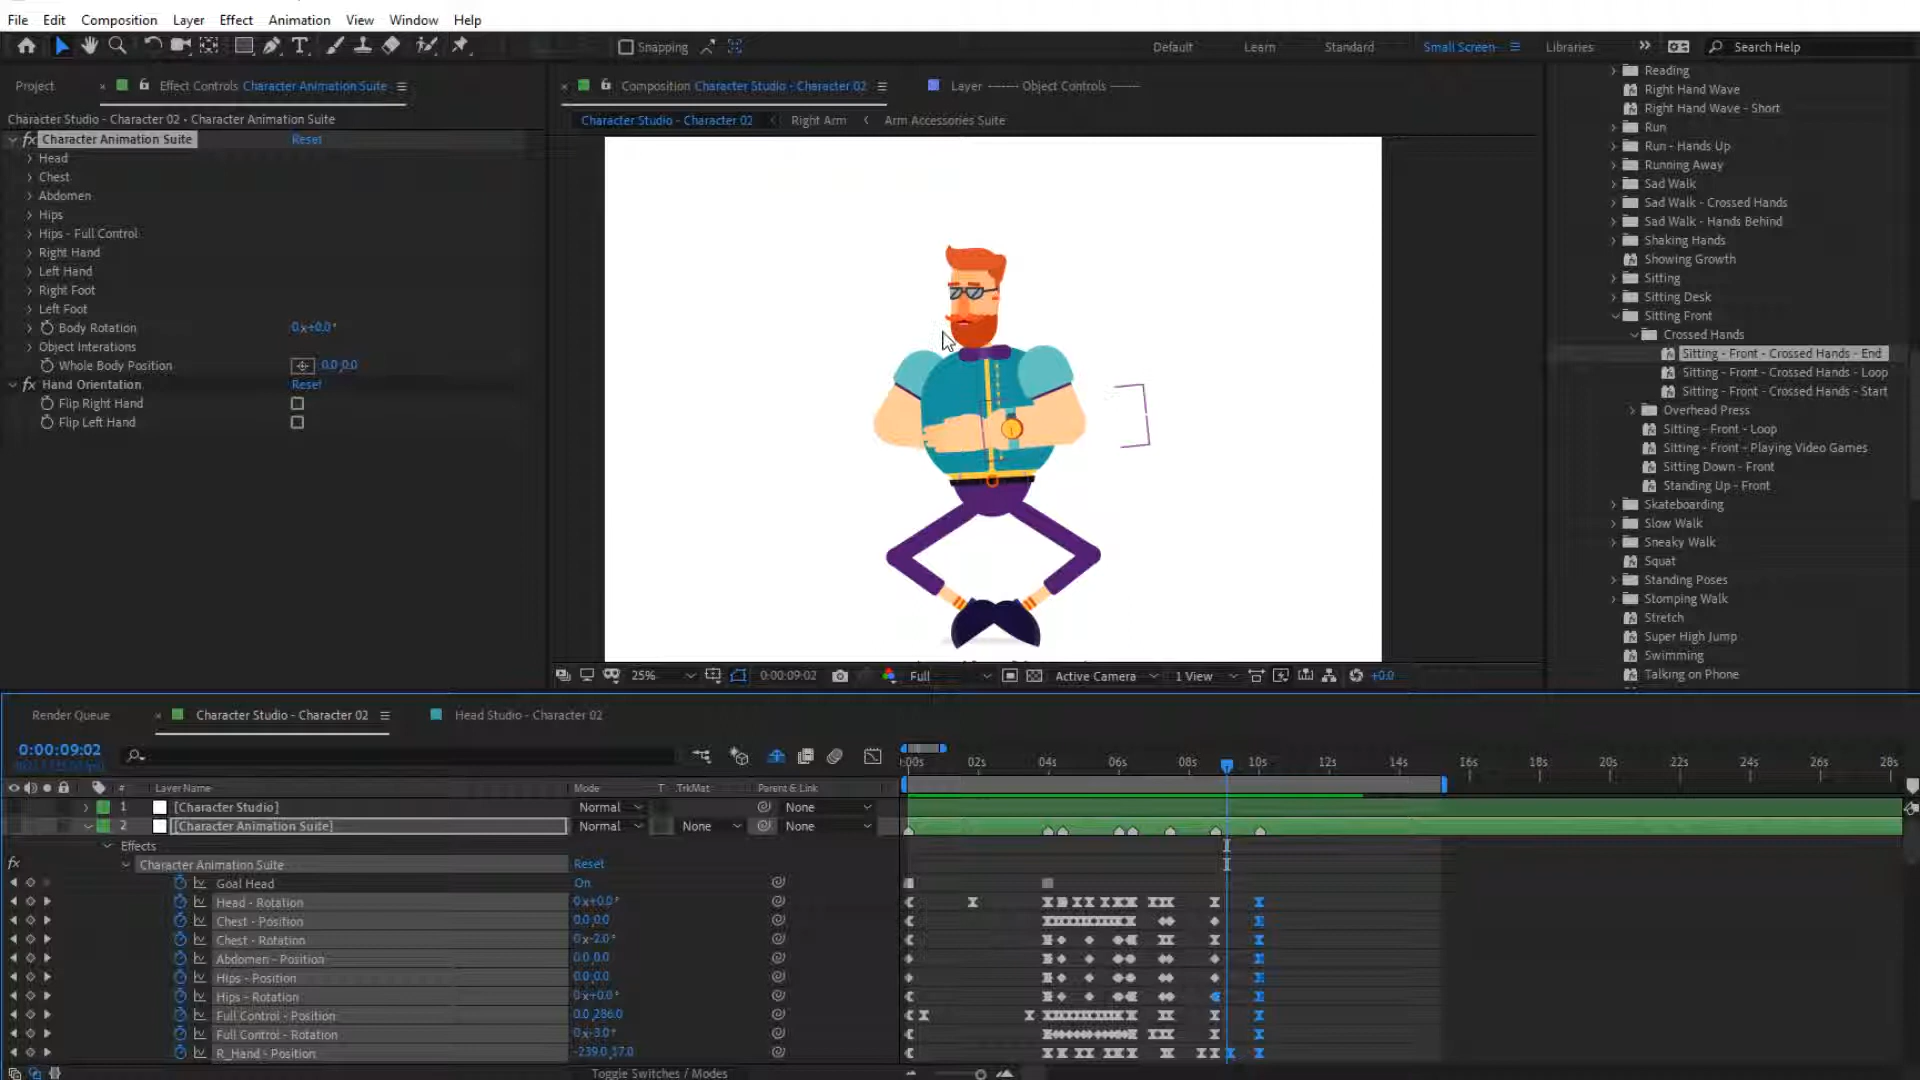 File Edit Composition Layer Effect Animation View Window Help
Snapping Default Learn Standard Small Screen Libraries Search Help
Project Effect Controls Character Animation Suite
Composition Character Studio - Character 02
Layer ------- Object Controls -------
Character Studio - Character 02 • Character Animation Suite
Character Studio - Character 02 Right Arm Arm Accessories Suite
fx Character Animation Suite Reset
Head
Chest
Abdomen
Hips
Hips - Full Control
Right Hand
Left Hand
Right Foot
Left Foot
Body Rotation 0x+0.0°
Object Interations
Whole Body Position 0.0,0.0
fx Hand Orientation Reset
Flip Right Hand
Flip Left Hand
Reading
Right Hand Wave
Right Hand Wave - Short
Run
Run - Hands Up
Running Away
Sad Walk
Sad Walk - Crossed Hands
Sad Walk - Hands Behind
Shaking Hands
Showing Growth
Sitting
Sitting Desk
Sitting Front
Crossed Hands
Sitting - Front - Crossed Hands - End
Sitting - Front - Crossed Hands - Loop
Sitting - Front - Crossed Hands - Start
Overhead Press
Sitting - Front - Loop
Sitting - Front - Playing Video Games
Sitting Down - Front
Standing Up - Front
Skateboarding
Slow Walk
Sneaky Walk
Squat
Standing Poses
Stomping Walk
Stretch
Super High Jump
Swimming
Talking on Phone
25% 0:00:09:02 Full Active Camera 1 View +0.0
Render Queue Character Studio - Character 02 Head Studio - Character 02
0:00:09:02
:00s 02s 04s 06s 08s 10s 12s 14s 16s 18s 20s 22s 24s 26s 28s
# Layer Name Mode T .TrkMat Parent & Link
1 [Character Studio] Normal None
2 [Character Animation Suite] Normal None None
Effects
fx Character Animation Suite Reset
Goal Head On
Head - Rotation 0x+0.0°
Chest - Position 0.0,0.0
Chest - Rotation 0x-2.0°
Abdomen - Position 0.0,0.0
Hips - Position 0.0,0.0
Hips - Rotation 0x+0.0°
Full Control - Position 0.0,286.0
Full Control - Rotation 0x-3.0°
R_Hand - Position -239.0,17.0
Toggle Switches / Modes